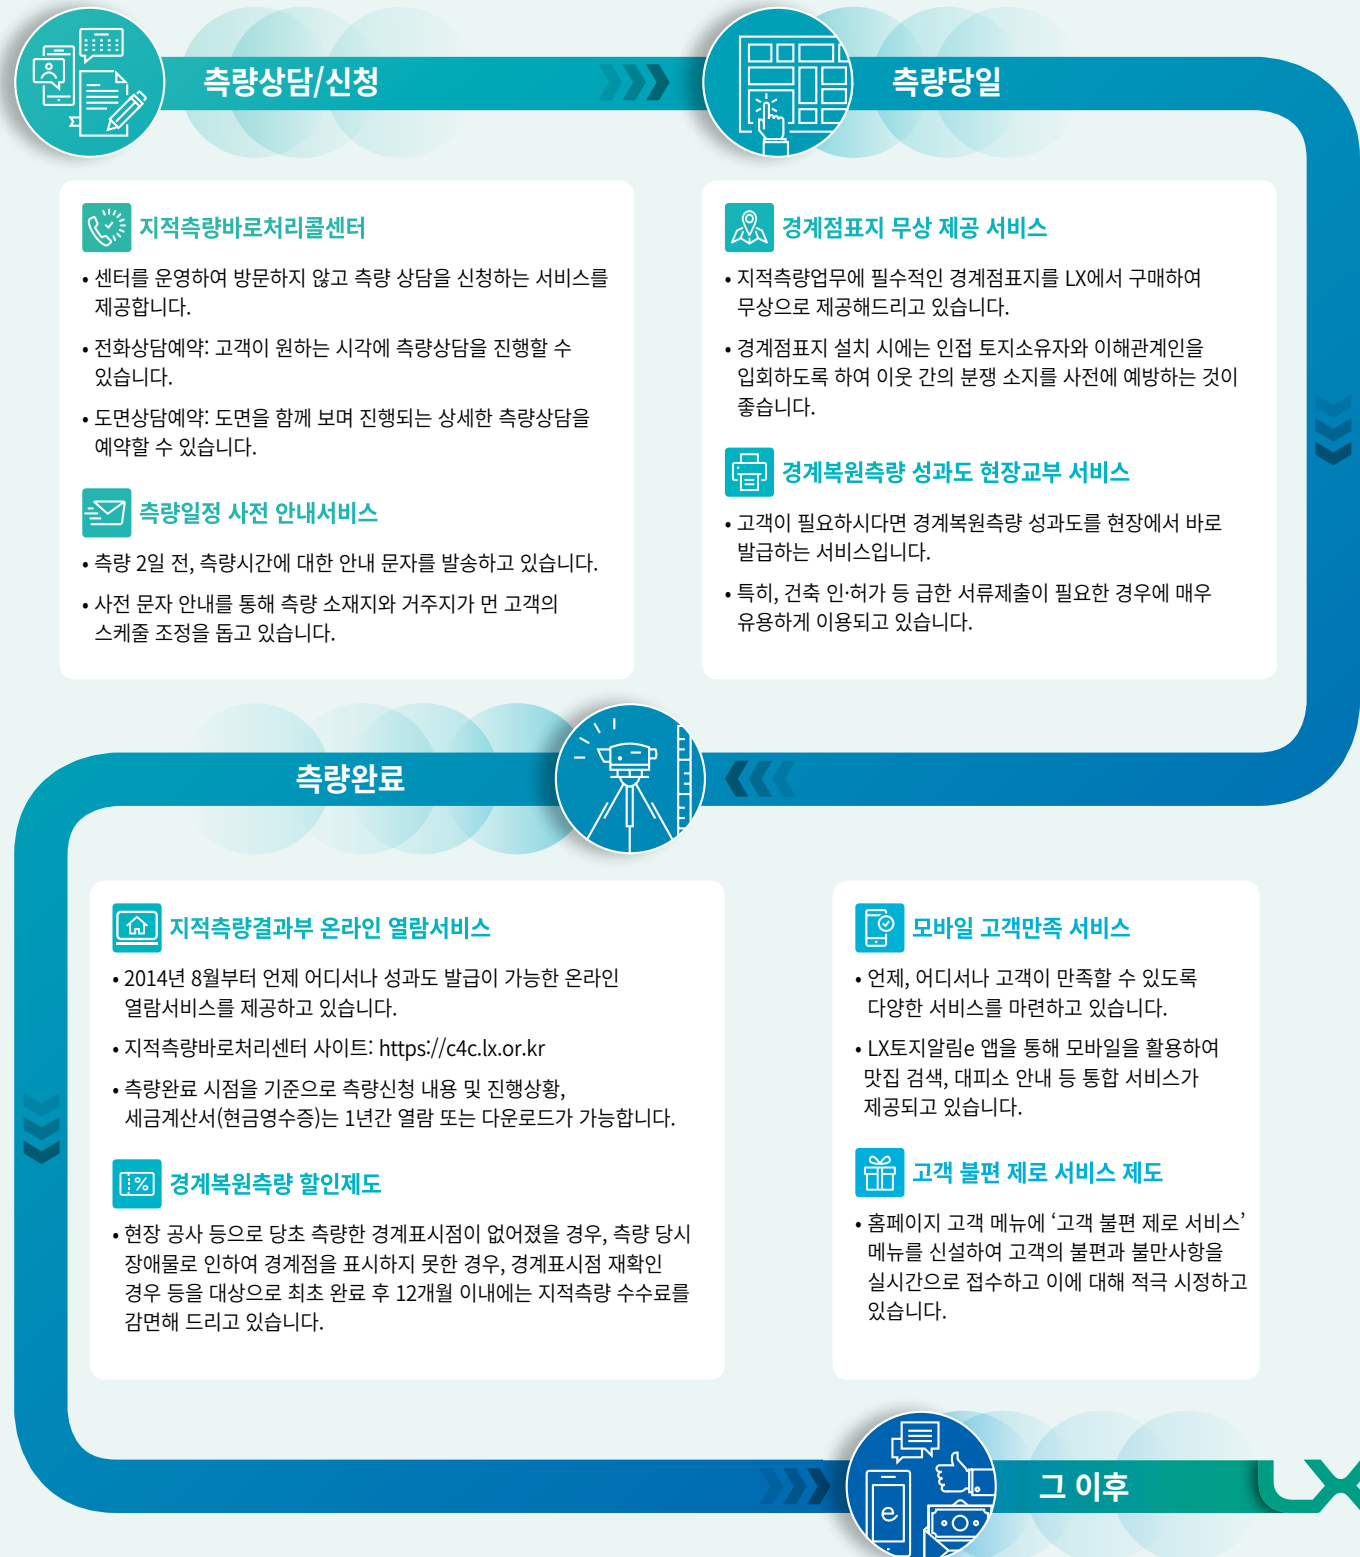 측량상담/신청
측량당일
지적측량바로처리콜센터
• 센터를 운영하여 방문하지 않고 측량 상담을 신청하는 서비스를
제공합니다.
• 전화상담예약: 고객이 원하는 시각에 측량상담을 진행할 수
있습니다.
• 도면상담예약: 도면을 함께 보며 진행되는 상세한 측량상담을
예약할 수 있습니다.
측량일정 사전 안내서비스
• 측량 2일 전, 측량시간에 대한 안내 문자를 발송하고 있습니다.
• 사전 문자 안내를 통해 측량 소재지와 거주지가 먼 고객의
스케줄 조정을 돕고 있습니다.
경계점표지 무상 제공 서비스
• 지적측량업무에 필수적인 경계점표지를 LX에서 구매하여
무상으로 제공해드리고 있습니다.
• 경계점표지 설치 시에는 인접 토지소유자와 이해관계인을
입회하도록 하여 이웃 간의 분쟁 소지를 사전에 예방하는 것이
좋습니다.
경계복원측량 성과도 현장교부 서비스
• 고객이 필요하시다면 경계복원측량 성과도를 현장에서 바로
발급하는 서비스입니다.
• 특히, 건축 인·허가 등 급한 서류제출이 필요한 경우에 매우
유용하게 이용되고 있습니다.
측량완료
지적측량결과부 온라인 열람서비스
• 2014년 8월부터 언제 어디서나 성과도 발급이 가능한 온라인
열람서비스를 제공하고 있습니다.
• 지적측량바로처리센터 사이트: https://c4c.lx.or.kr
• 측량완료 시점을 기준으로 측량신청 내용 및 진행상황,
세금계산서(현금영수증)는 1년간 열람 또는 다운로드가 가능합니다.
%
경계복원측량 할인제도
• 현장 공사 등으로 당초 측량한 경계표시점이 없어졌을 경우, 측량 당시
장애물로 인하여 경계점을 표시하지 못한 경우, 경계표시점 재확인
경우 등을 대상으로 최초 완료 후 12개월 이내에는 지적측량 수수료를
감면해 드리고 있습니다.
모바일 고객만족 서비스
• 언제, 어디서나 고객이 만족할 수 있도록
다양한 서비스를 마련하고 있습니다.
• LX토지알림e 앱을 통해 모바일을 활용하여
맛집 검색, 대피소 안내 등 통합 서비스가
제공되고 있습니다.
고객 불편 제로 서비스 제도
• 홈페이지 고객 메뉴에 ‘고객 불편 제로 서비스’
메뉴를 신설하여 고객의 불편과 불만사항을
실시간으로 접수하고 이에 대해 적극 시정하고
있습니다.
e
그 이후
LX